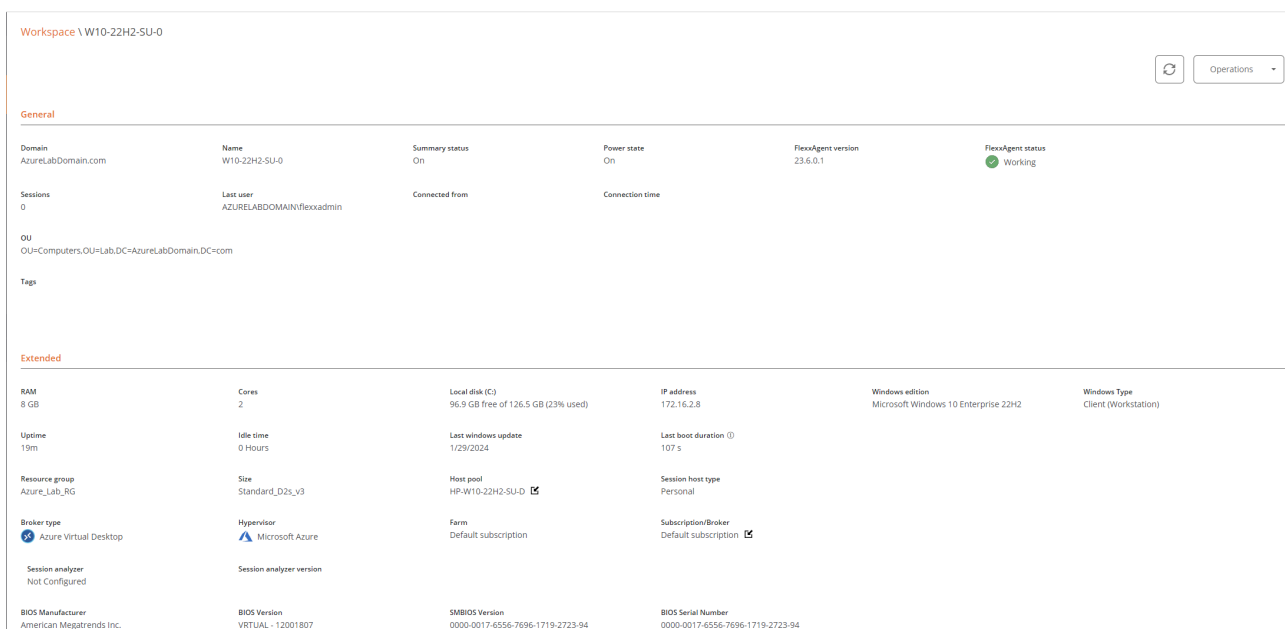 Workspace \ W10-22H2-SU-0
Operations
General
Domain Name Summary status Power state FlexxAgent version FlexxAgent status
AzureLabDomain.com W10-22H2-SU-0 On On 23.6.0.1 Working
Sessions Last user Connected from Connection time
0 AZURELABDOMAIN\flexxadmin
OU
OU=Computers,OU=Lab,DC=AzureLabDomain,DC=com
Tags
Extended
RAM Cores Local disk (C:) IP address Windows edition Windows Type
8 GB 2 96.9 GB free of 126.5 GB (23% used) 172.16.2.8 Microsoft Windows 10 Enterprise 22H2 Client (Workstation)
Uptime Idle time Last windows update Last boot duration
19m 0 Hours 1/29/2024 107 s
Resource group Size Host pool Session host type
Azure_Lab_RG Standard_D2s_v3 HP-W10-22H2-SU-D Personal
Broker type Hypervisor Farm Subscription/Broker
Azure Virtual Desktop Microsoft Azure Default subscription Default subscription
Session analyzer Session analyzer version
Not Configured
BIOS Manufacturer BIOS Version SMBIOS Version BIOS Serial Number
American Megatrends Inc. VRTUAL - 12001807 0000-0017-6556-7696-1719-2723-94 0000-0017-6556-7696-1719-2723-94